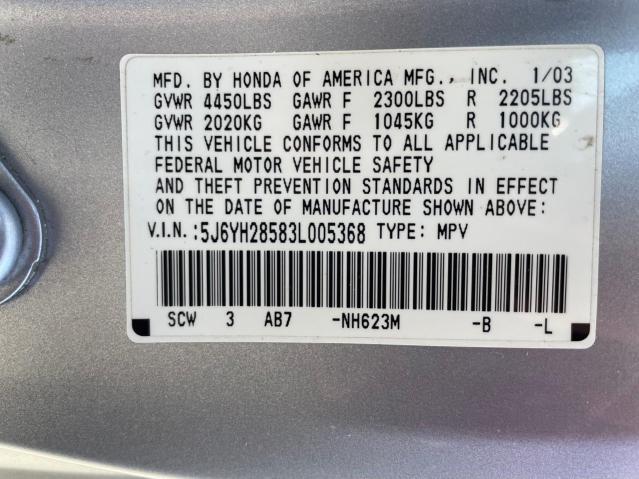 MFD. BY HONDA OF AMERICA MFG., INC. 1/03
GVWR 4450LBS GAWR F 2300LBS R 2205LBS
GVWR 2020KG GAWR F 1045KG R 1000KG
THIS VEHICLE CONFORMS TO ALL APPLICABLE
FEDERAL MOTOR VEHICLE SAFETY
AND THEFT PREVENTION STANDARDS IN EFFECT
ON THE DATE OF MANUFACTURE SHOWN ABOVE:
V.I.N.:5J6YH28583L005368 TYPE: MPV
SCW 3 AB7 -NH623M -B -L